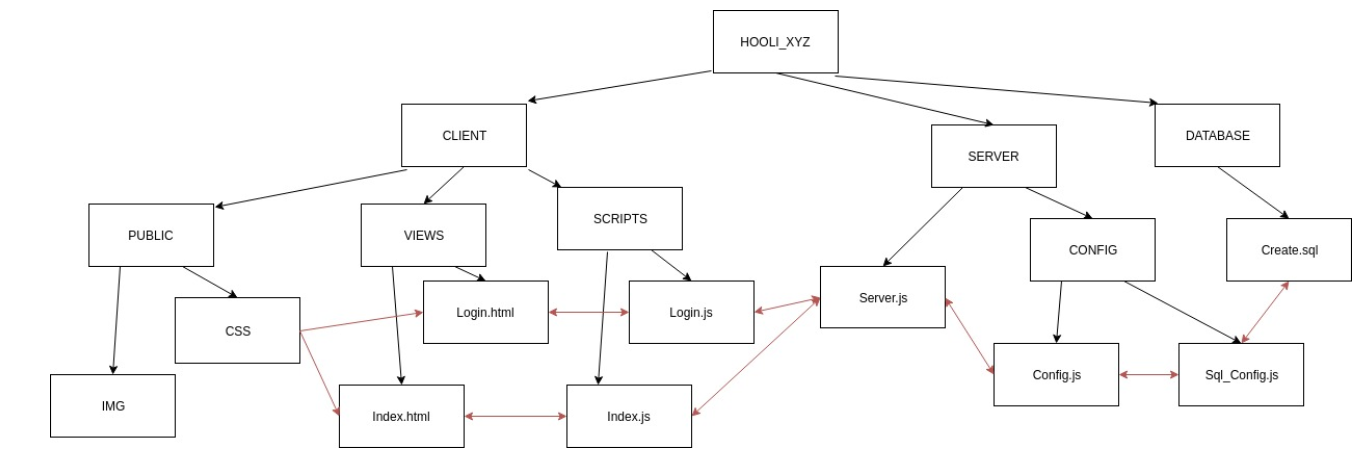 HOOLI_XYZ
CLIENT
SERVER
DATABASE
PUBLIC
VIEWS
SCRIPTS
CONFIG
Create.sql
Login.html
Login.js
Server.js
CSS
Config.js
Sql_Config.js
IMG
Index.html
Index.js